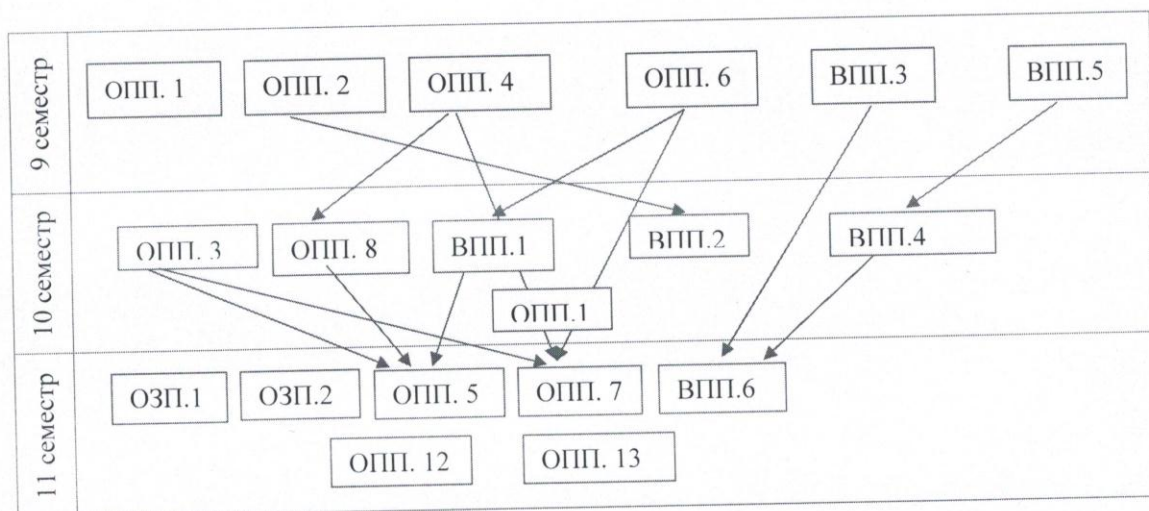 9 семестр
ОПП. 1
ОПП. 2
ОПП. 4
ОПП. 6
ВПП.3
ВПП.5
10 семестр
ОПП. 3
ОПП. 8
ВПП.1
ВПП.2
ВПП.4
ОПП.1
11 семестр
ОЗП.1
ОЗП.2
ОПП. 5
ОПП. 7
ВПП.6
ОПП. 12
ОПП. 13